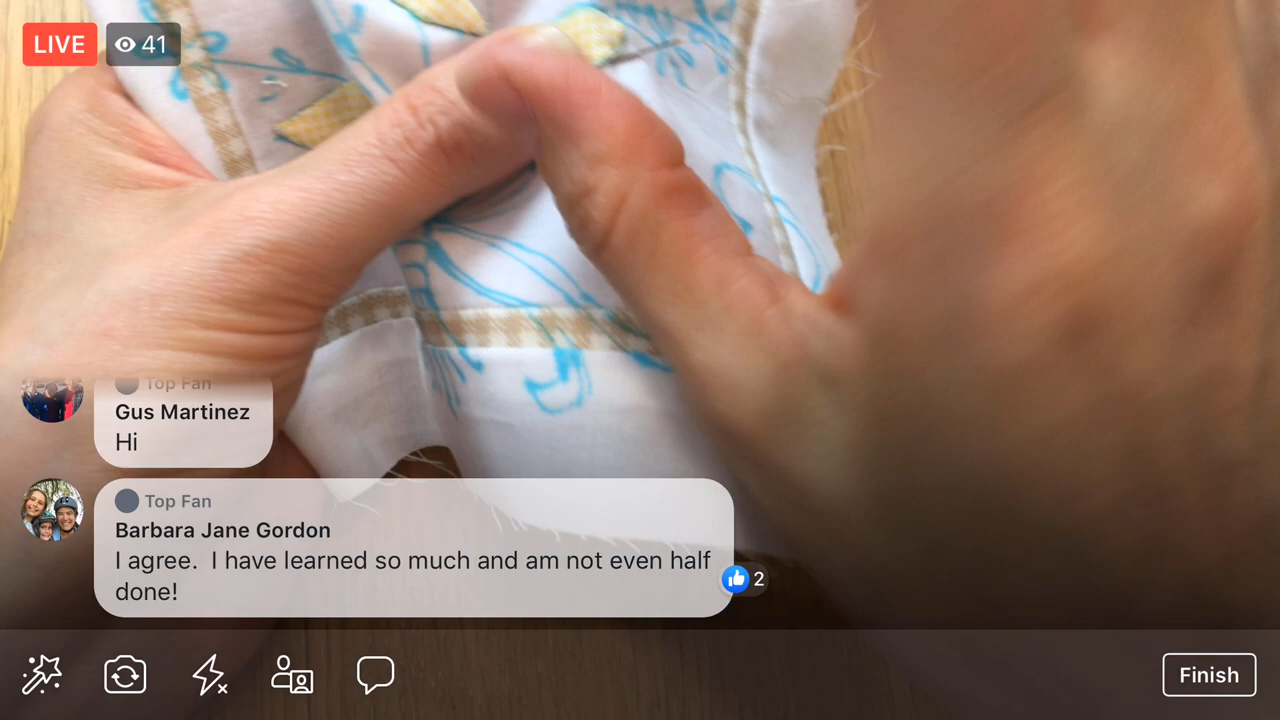 LIVE
41
Top Fan
Gus Martinez
Hi
Top Fan
Barbara Jane Gordon
I agree.  I have learned so much and am not even half
done!
2
Finish